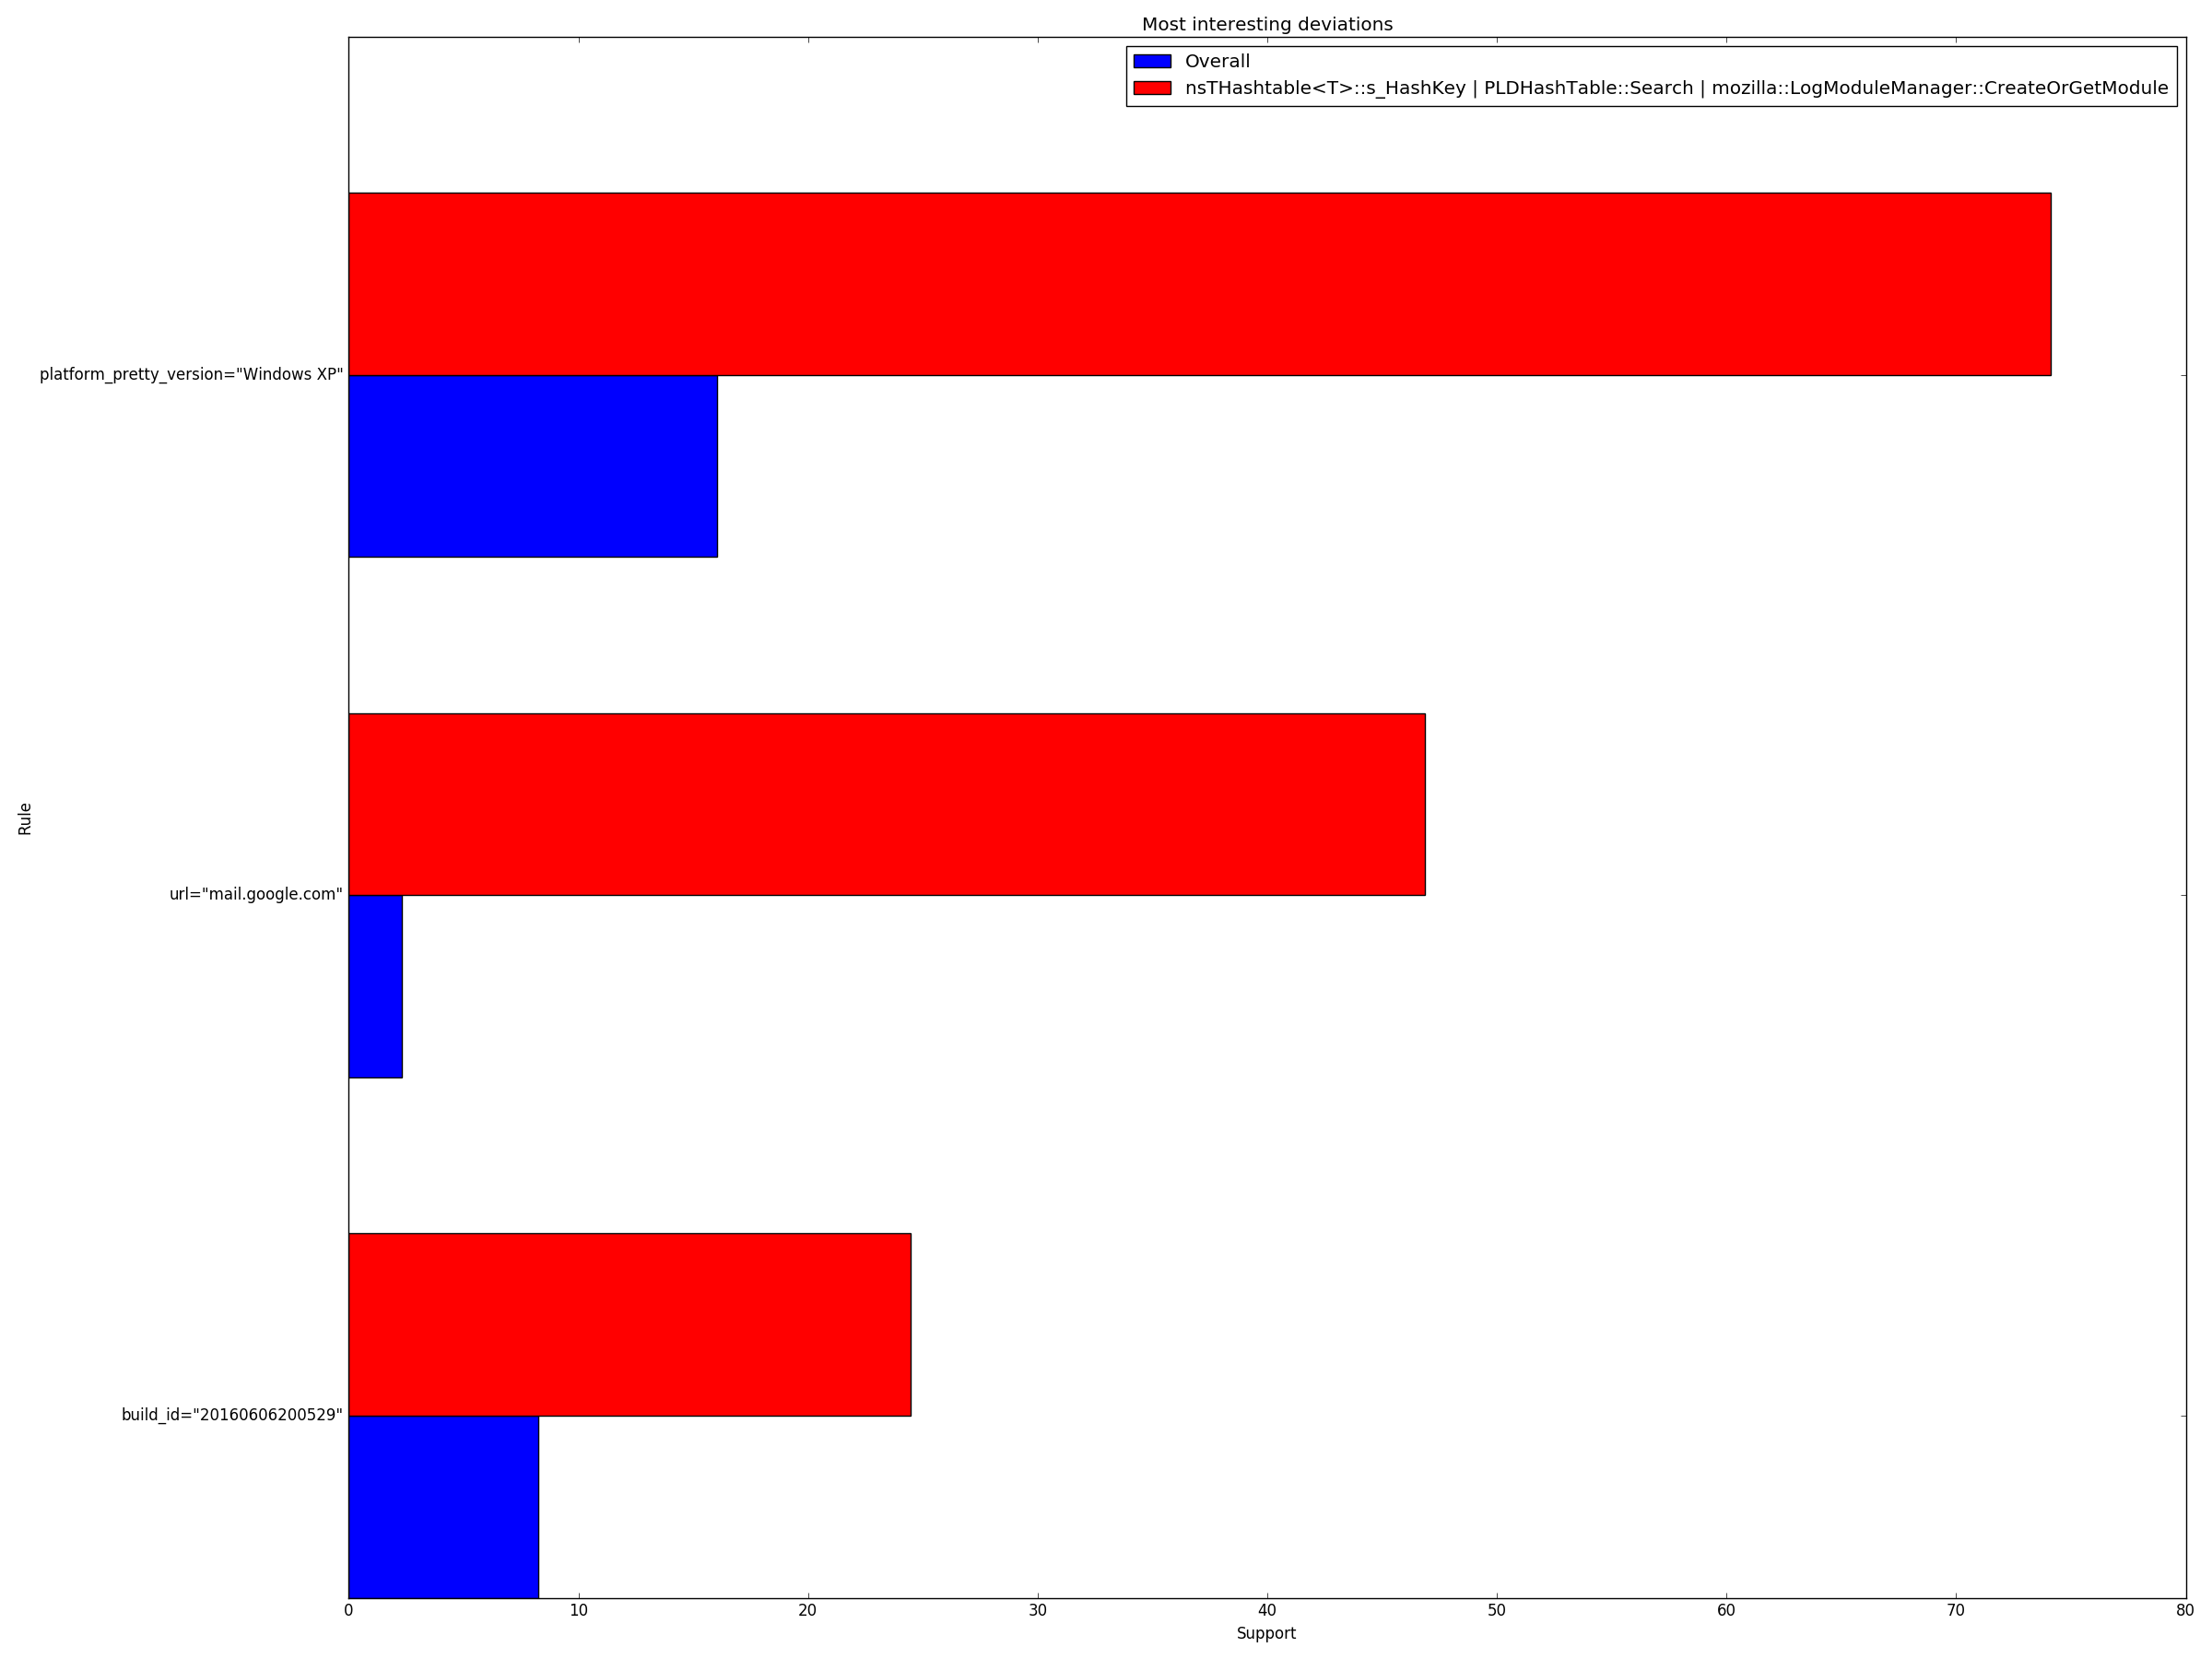 Most interesting deviations
Overall
nsTHashtable<T>::s_HashKey | PLDHashTable::Search | mozilla::LogModuleManager::CreateOrGetModule
platform_pretty_version="Windows XP"
url="mail.google.com"
build_id="20160606200529"
Rule
0 10 20 30 40 50 60 70 80
Support